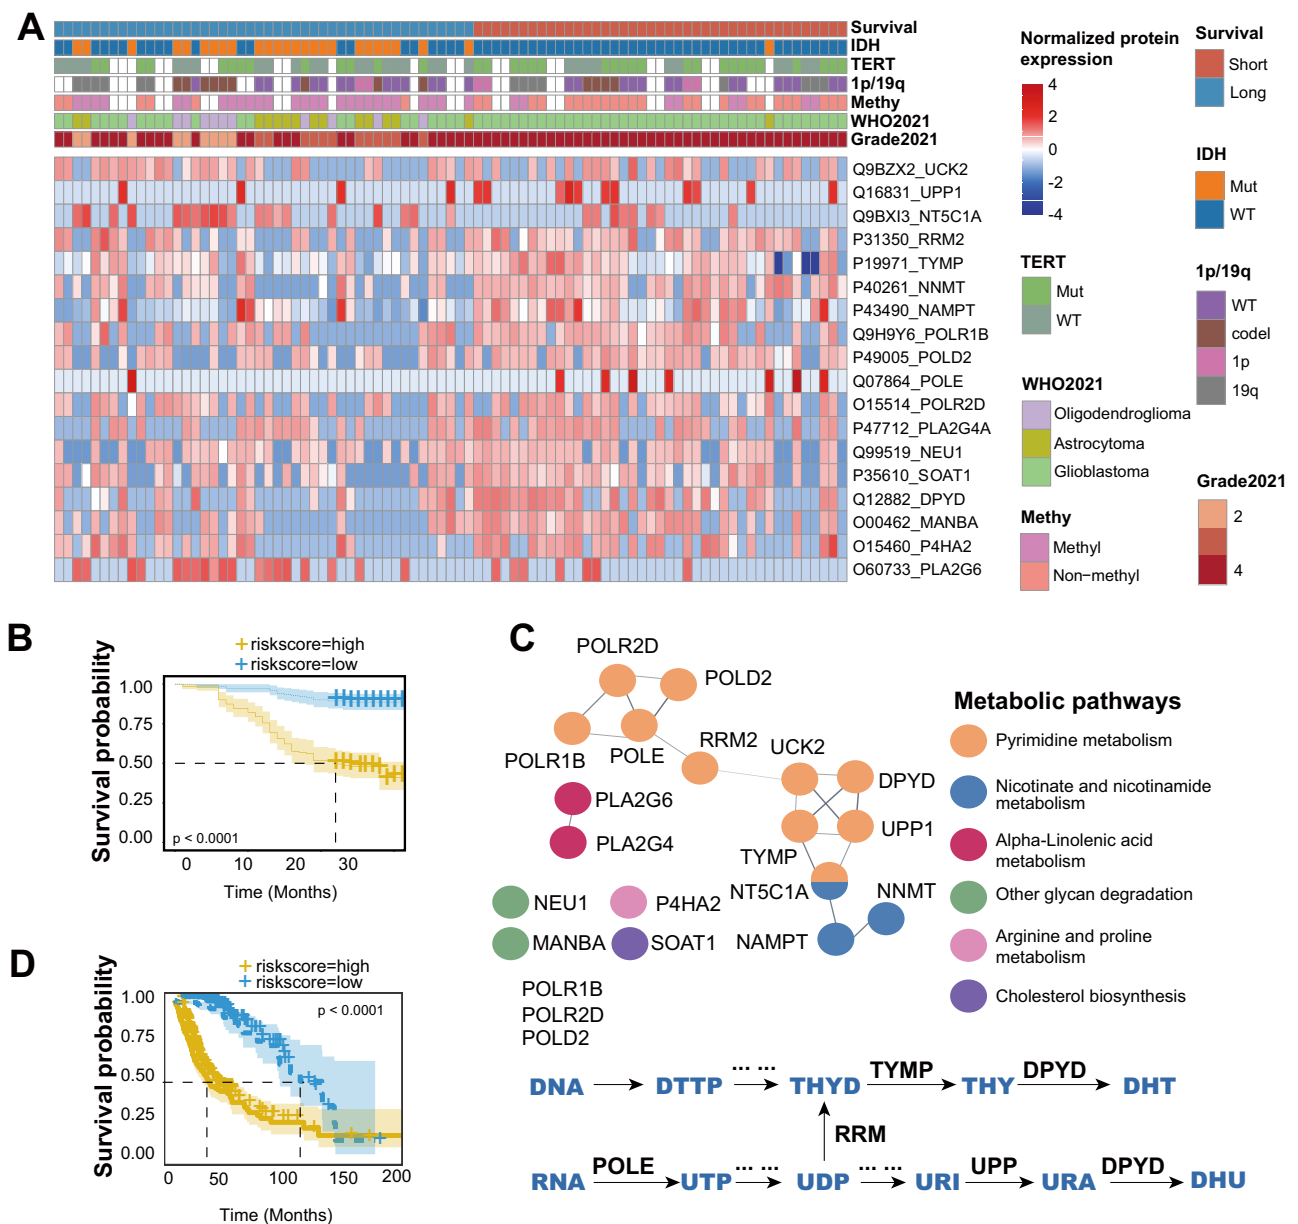 A
Survival
IDH
TERT
1p/19q
Methy
WHO2021
Grade2021
Q9BZX2_UCK2
Q16831_UPP1
Q9BXI3_NT5C1A
P31350_RRM2
P19971_TYMP
P40261_NNMT
P43490_NAMPT
Q9H9Y6_POLR1B
P49005_POLD2
Q07864_POLE
O15514_POLR2D
P47712_PLA2G4A
Q99519_NEU1
P35610_SOAT1
Q12882_DPYD
O00462_MANBA
O15460_P4HA2
O60733_PLA2G6
Normalized protein
expression
4
2
0
-2
-4
Survival
Short
Long
IDH
Mut
WT
TERT
Mut
WT
1p/19q
WT
codel
1p
19q
WHO2021
Oligodendroglioma
Astrocytoma
Glioblastoma
Methy
Methyl
Non−methyl
Grade2021
2
4
B
riskscore=high
riskscore=low
Survival probability
1.00
0.75
0.50
0.25
0.00
p < 0.0001
0 10 20 30
Time (Months)
C
POLR2D
POLD2
POLR1B
POLE
RRM2
UCK2
DPYD
UPP1
TYMP
NT5C1A
NNMT
NAMPT
PLA2G6
PLA2G4
NEU1
P4HA2
MANBA
SOAT1
Metabolic pathways
Pyrimidine metabolism
Nicotinate and nicotinamide
metabolism
Alpha-Linolenic acid
metabolism
Other glycan degradation
Arginine and proline
metabolism
Cholesterol biosynthesis
POLR1B
POLR2D
POLD2
DNA DTTP ... ... THYD TYMP THY DPYD DHT
RRM
RNA POLE UTP ... ... UDP ... ... URI UPP URA DPYD DHU
D
riskscore=high
riskscore=low
Survival probability
1.00
0.75
0.50
0.25
0.00
p < 0.0001
0 50 100 150 200
Time (Months)